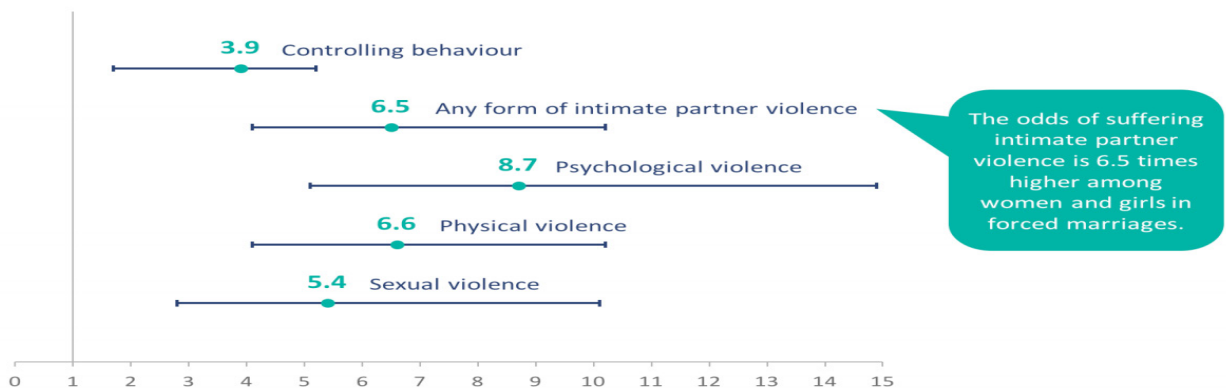 3.9 Controlling behaviour
6.5 Any form of intimate partner violence
8.7 Psychological violence
6.6 Physical violence
5.4 Sexual violence
The odds of suffering
intimate partner
violence is 6.5 times
higher among
women and girls in
forced marriages.
0 1 2 3 4 5 6 7 8 9 10 11 12 13 14 15